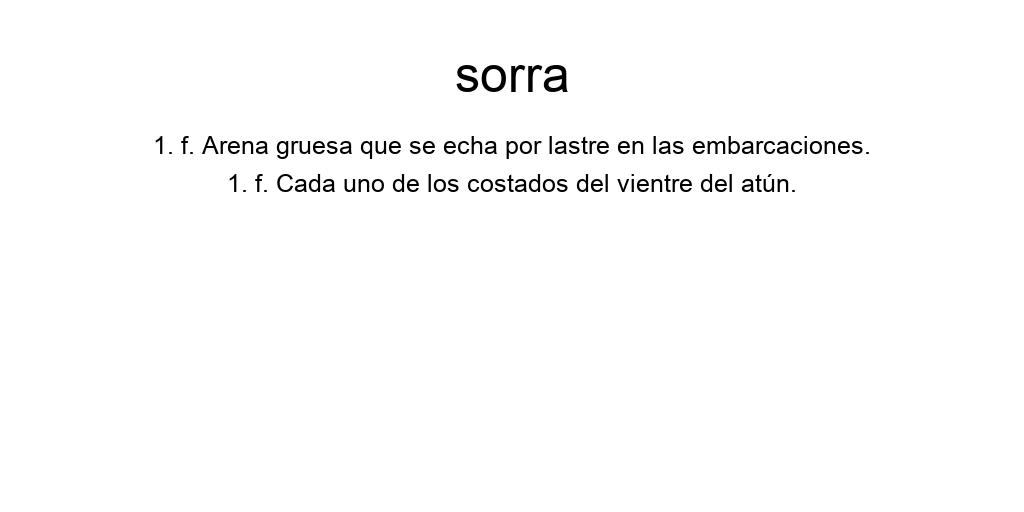 sorra
1. f. Arena gruesa que se echa por lastre en las embarcaciones.
1. f. Cada uno de los costados del vientre del atún.